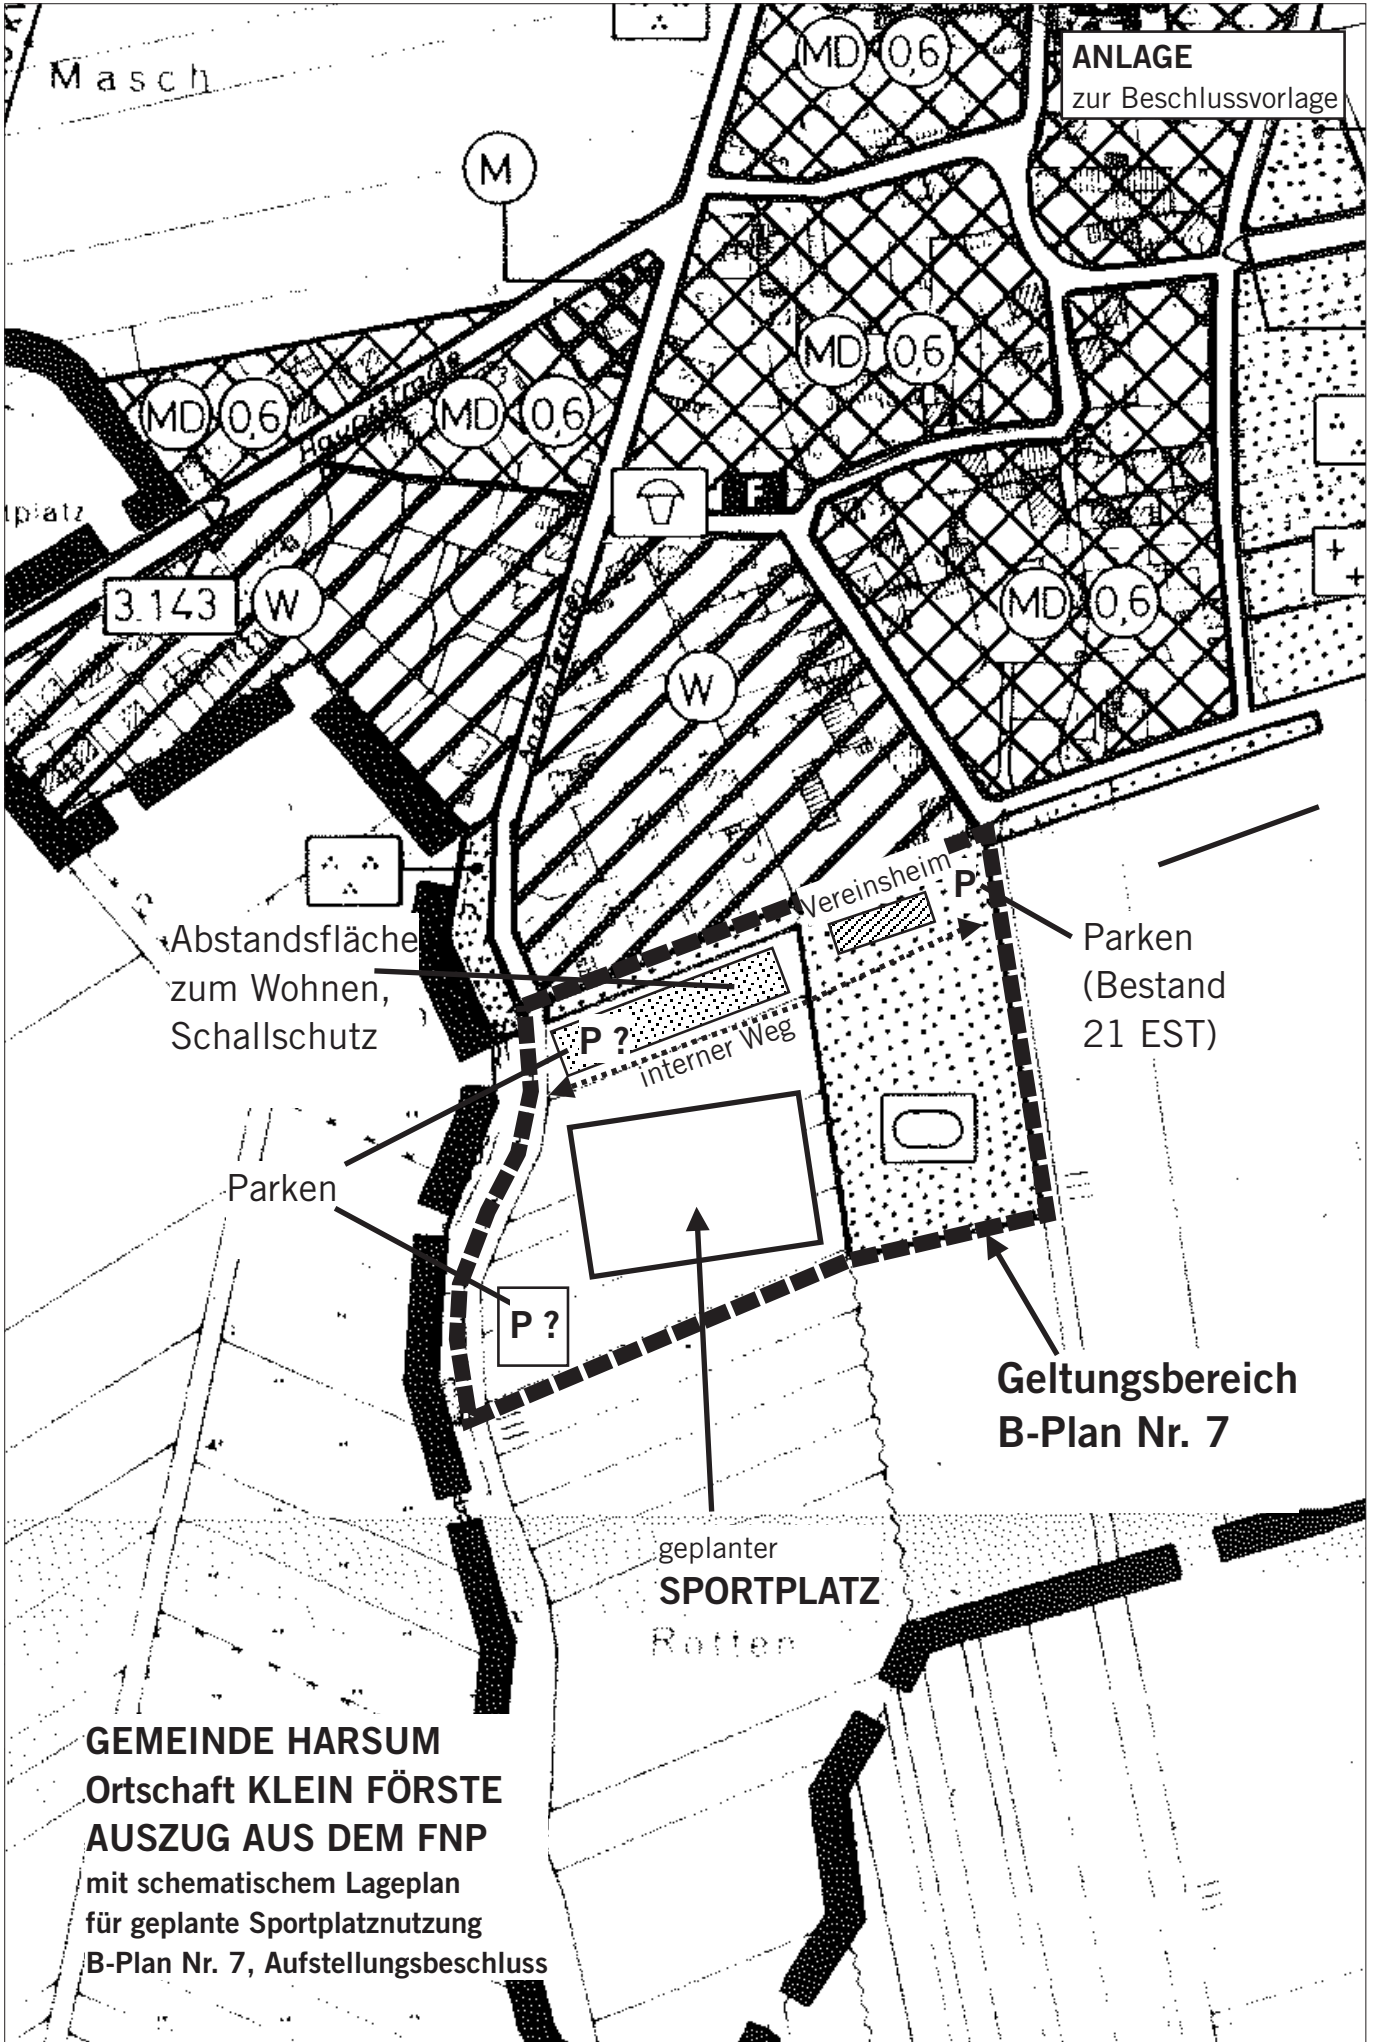 Masch
MD 0,6
ANLAGE
zur Beschlussvorlage
M
MD 0,6
MD 0,6
Hauptstraße
MD 0,6
F
tplatz
3.143
W
MD 0,6
W
Vereinsheim
P
Abstandsfläche
zum Wohnen,
Schallschutz
Parken
(Bestand
21 EST)
P ?
interner Weg
Parken
P ?
Geltungsbereich
B-Plan Nr. 7
geplanter
SPORTPLATZ
Rotten
GEMEINDE HARSUM
Ortschaft KLEIN FÖRSTE
AUSZUG AUS DEM FNP
mit schematischem Lageplan
für geplante Sportplatznutzung
B-Plan Nr. 7, Aufstellungsbeschluss